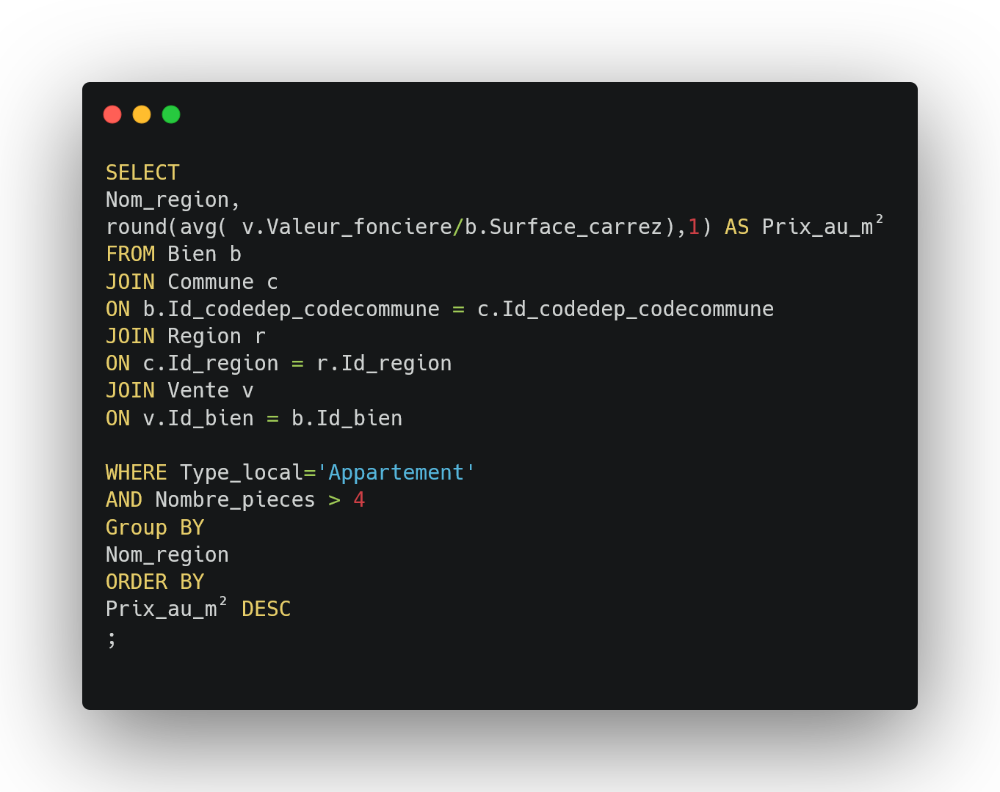 SELECT
Nom_region,
round(avg( v.Valeur_fonciere/b.Surface_carrez),1) AS Prix_au_m²
FROM Bien b
JOIN Commune c
ON b.Id_codedep_codecommune = c.Id_codedep_codecommune
JOIN Region r
ON c.Id_region = r.Id_region
JOIN Vente v
ON v.Id_bien = b.Id_bien
WHERE Type_local='Appartement'
AND Nombre_pieces > 4
Group BY
Nom_region
ORDER BY
Prix_au_m² DESC
;